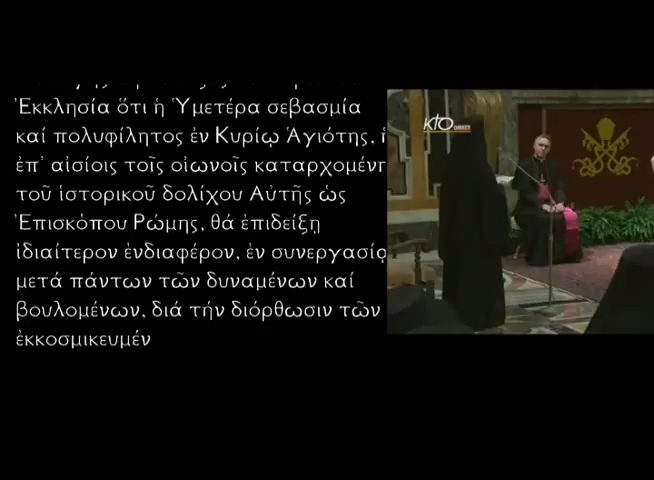 Ἐκκλησία ὅτι ἡ Ὑμετέρα σεβασμία
καί πολυφίλητος ἐν Κυρίῳ Ἁγιότης, ἡ
ἐπ᾽ αἰσίοις τοῖς οἰωνοῖς καταρχομένη
τοῦ ἱστορικοῦ δολίχου Αὐτῆς ὡς
Ἐπισκόπου Ρώμης, θά ἐπιδείξῃ
ἰδιαίτερον ἐνδιαφέρον, ἐν συνεργασίᾳ
μετά πάντων τῶν δυναμένων καί
βουλομένων, διά τήν διόρθωσιν τῶν
ἐκκοσμικευμέν
KTO
DIRECT